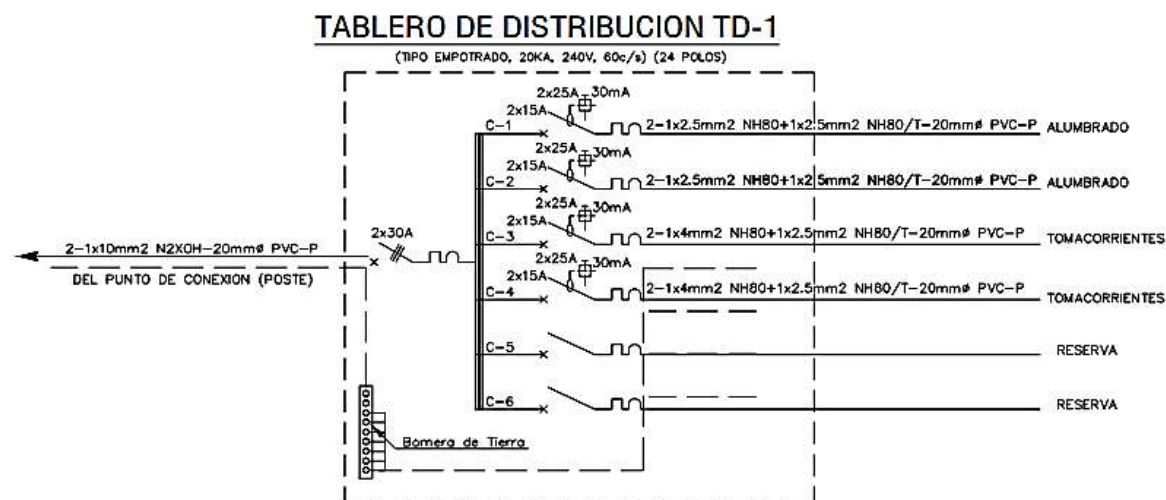 TABLERO DE DISTRIBUCION TD-1
(TIPO EMPOTRADO, 20KA, 240V, 60c/s) (24 POLOS)
2x25A 30mA
2x15A
C-1 2-1x2.5mm2 NH80+1x2.5mm2 NH80/T-20mmø PVC-P ALUMBRADO
2x25A 30mA
2x15A
C-2 2-1x2.5mm2 NH80+1x2.5mm2 NH80/T-20mmø PVC-P ALUMBRADO
2x25A 30mA
2x15A
C-3 2-1x4mm2 NH80+1x2.5mm2 NH80/T-20mmø PVC-P TOMACORRIENTES
2x30A
2-1x10mm2 N2XOH-20mmø PVC-P
DEL PUNTO DE CONEXION (POSTE)
2x25A 30mA
2x15A
C-4 2-1x4mm2 NH80+1x2.5mm2 NH80/T-20mmø PVC-P TOMACORRIENTES
C-5 RESERVA
C-6 RESERVA
Bornera de Tierra